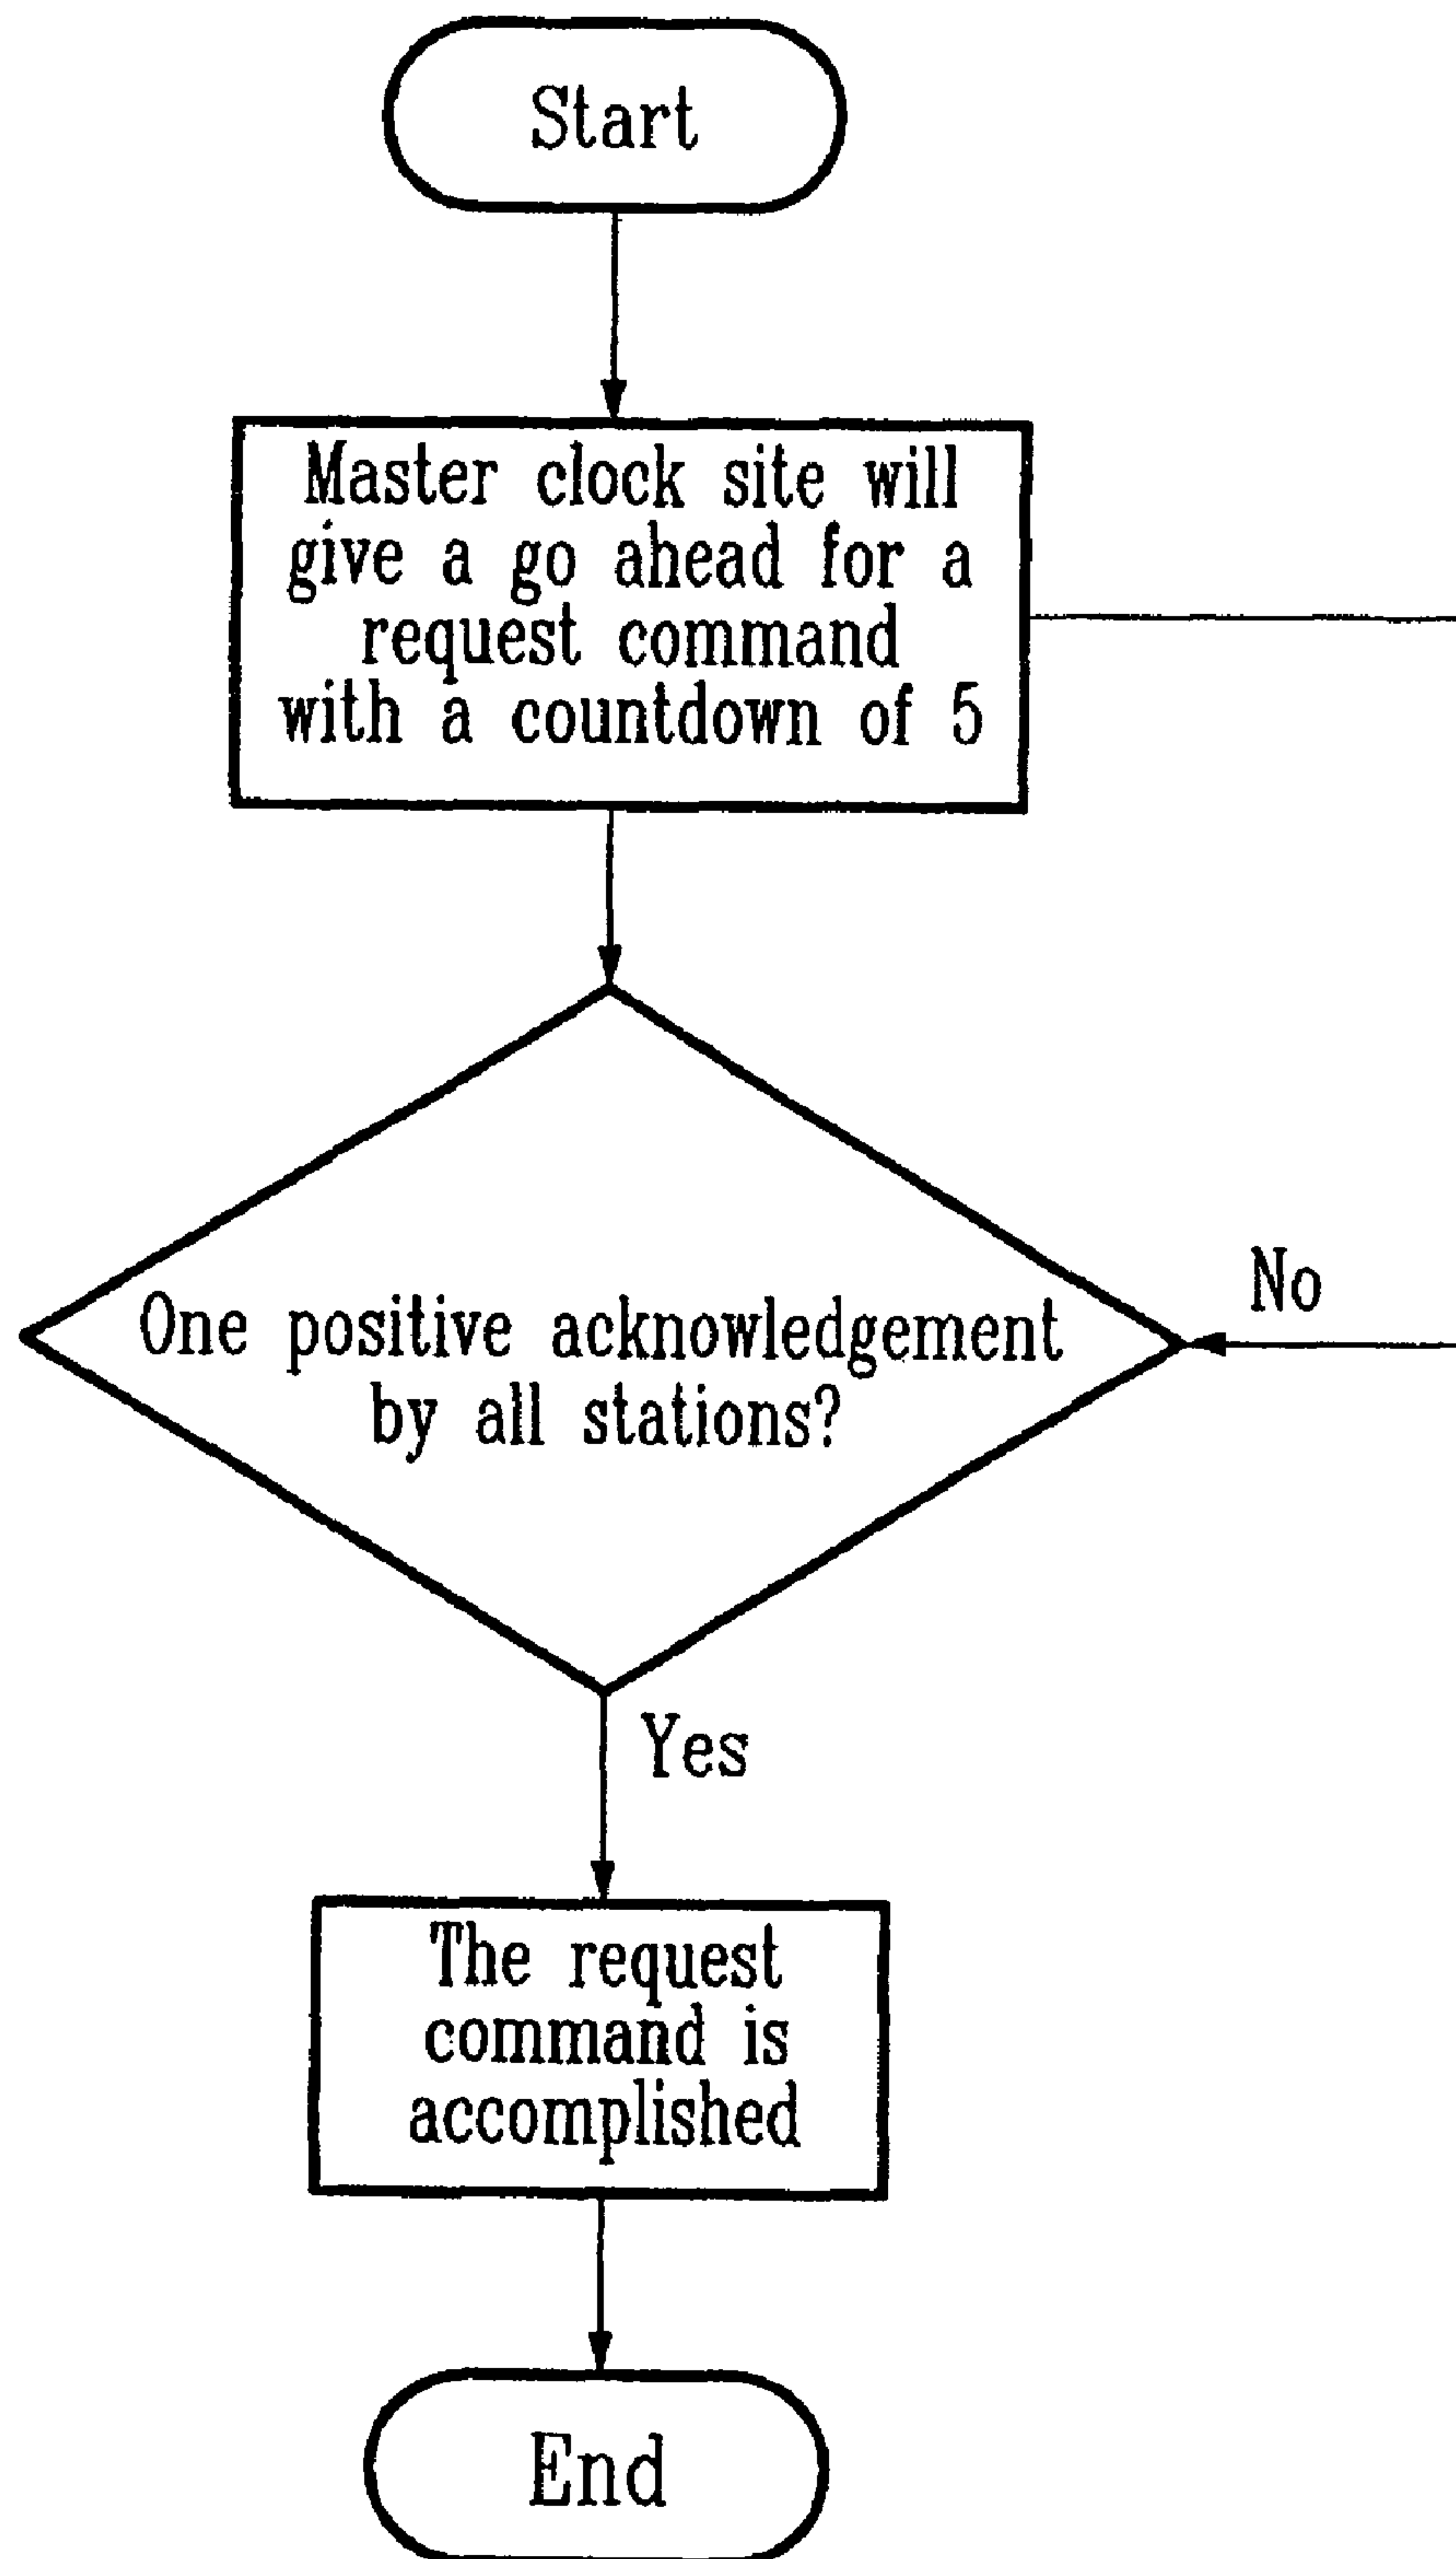 Start
Master clock site will
give a go ahead for a
request command
with a countdown of 5
One positive acknowledgement
by all stations?
No
Yes
The request
command is
accomplished
End